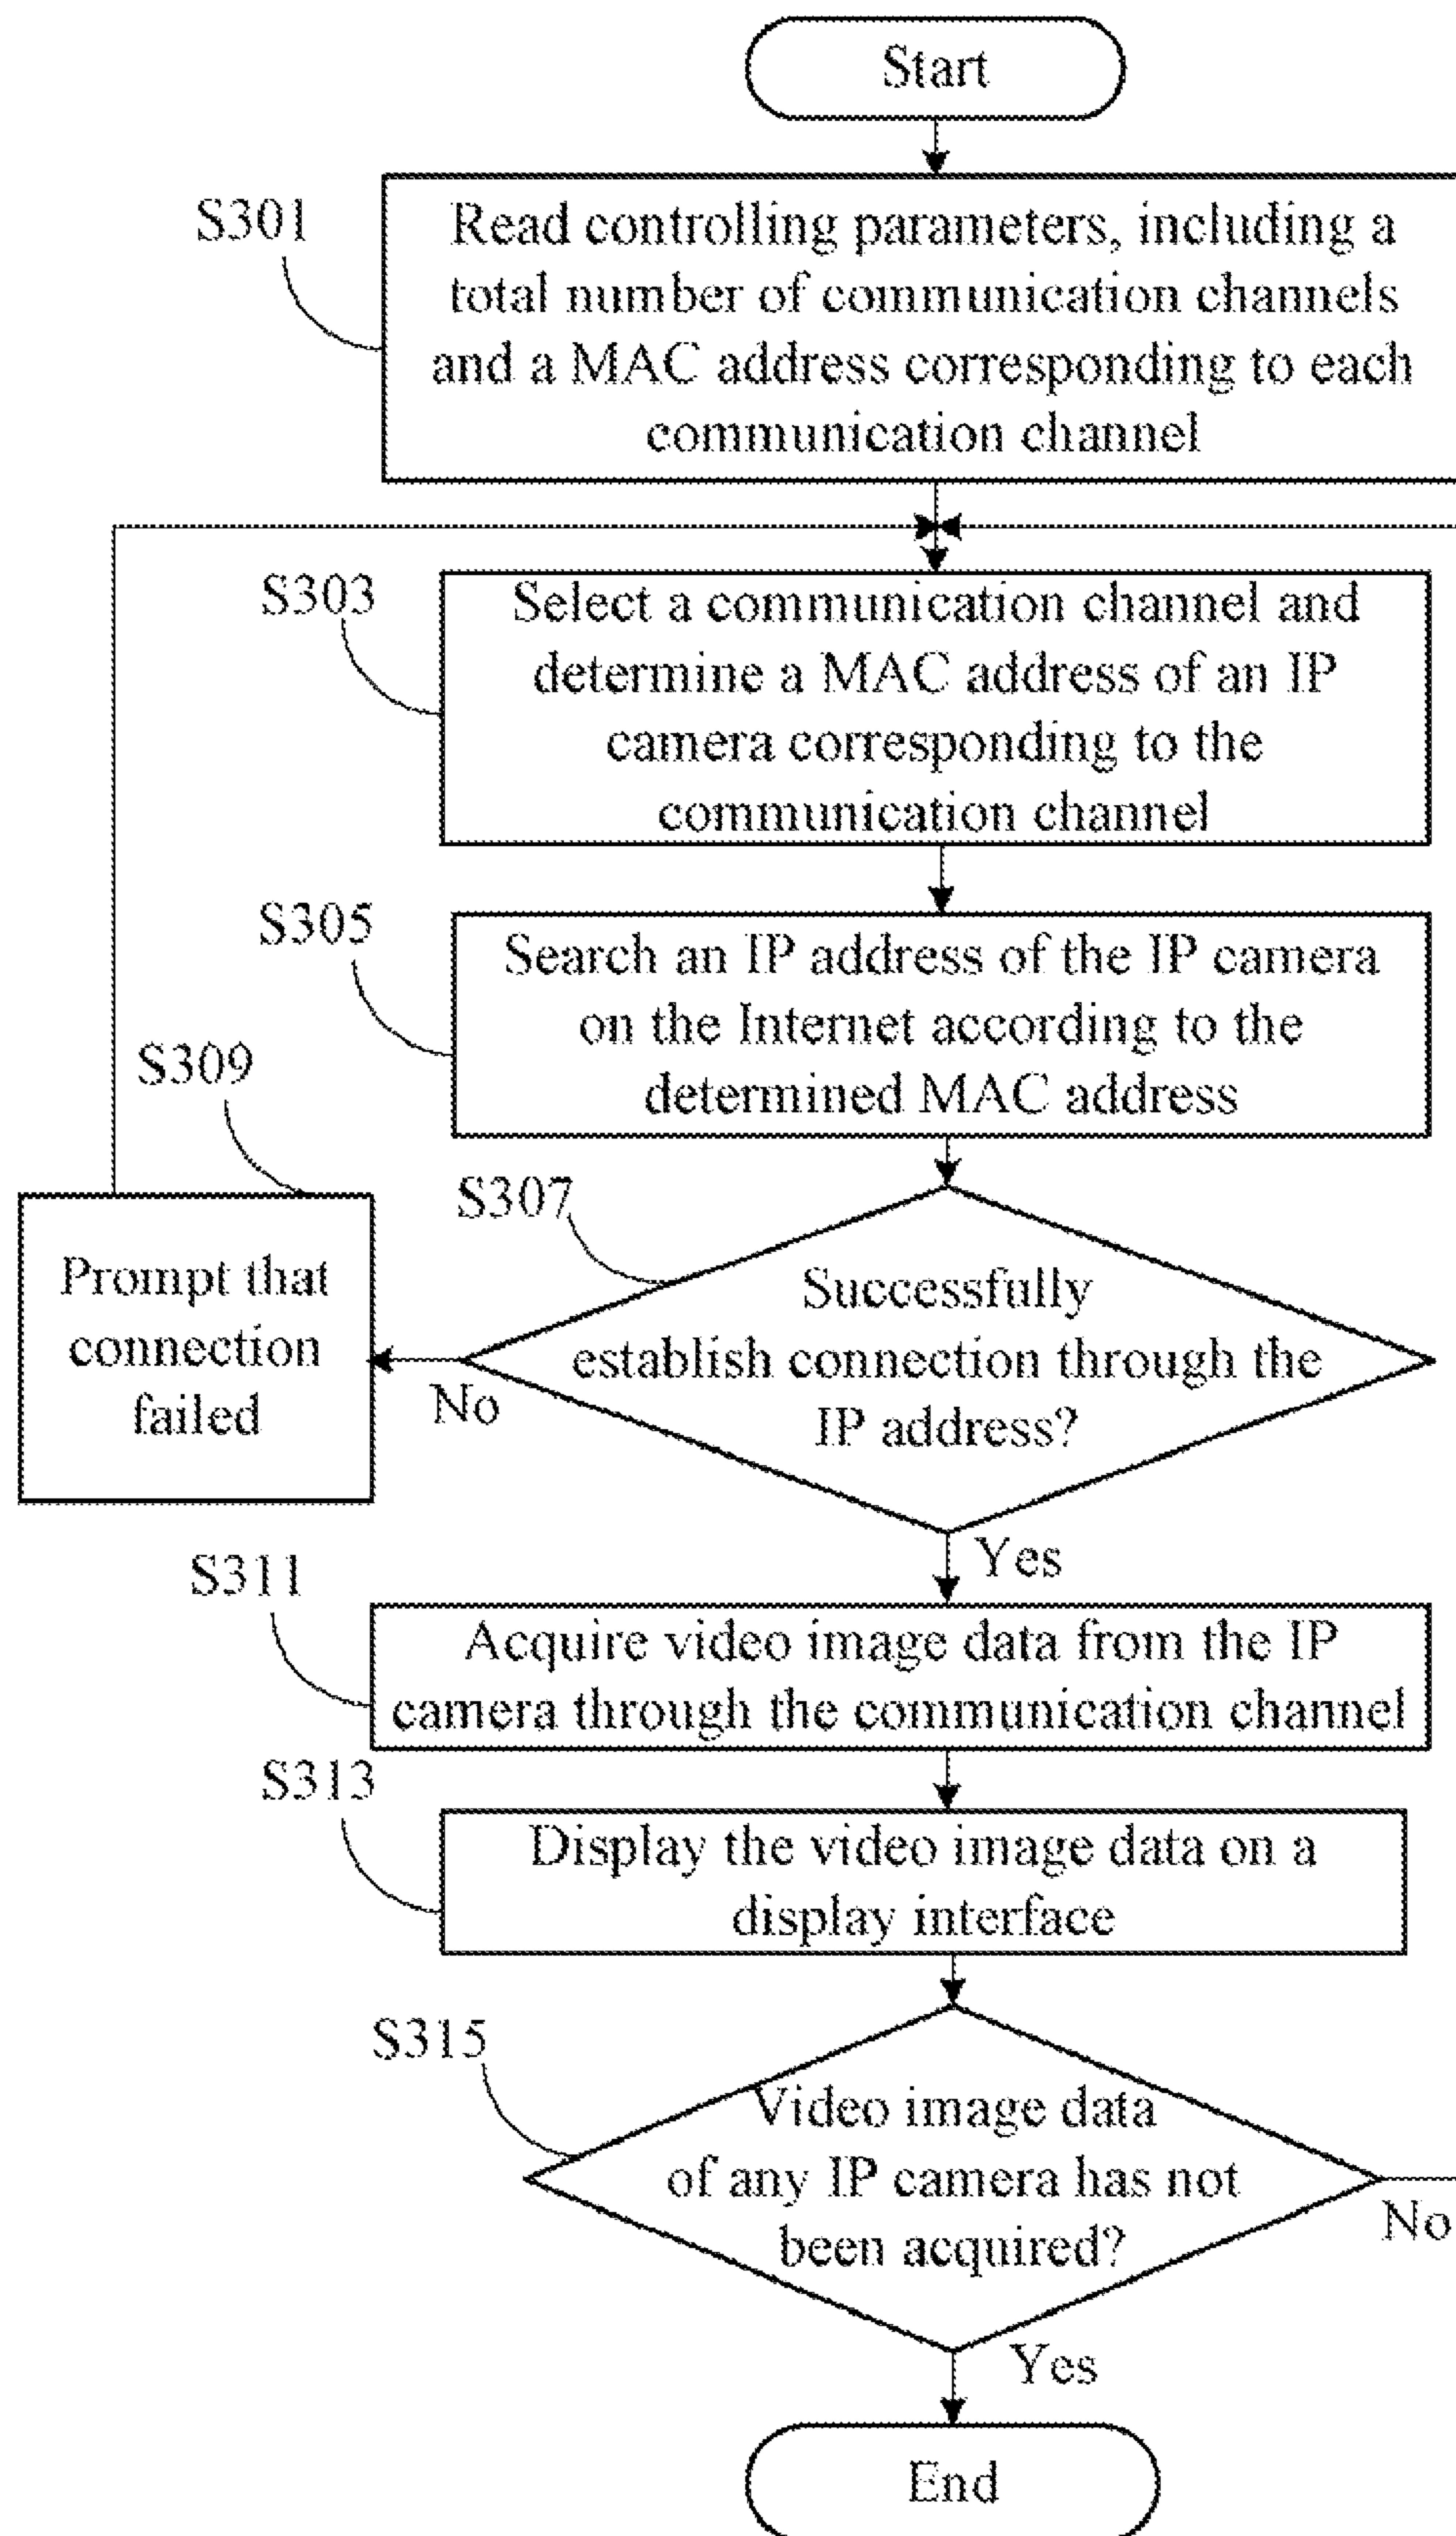 Start
S301
Read controlling parameters, including a
total number of communication channels
and a MAC address corresponding to each
communication channel
S303
Select a communication channel and
determine a MAC address of an IP
camera corresponding to the
communication channel
S305
Search an IP address of the IP camera
on the Internet according to the
determined MAC address
S309
Prompt that
connection
failed
S307
Successfully
establish connection through the
IP address?
No
Yes
S311
Acquire video image data from the IP
camera through the communication channel
S313
Display the video image data on a
display interface
S315
Video image data
of any IP camera has not
been acquired?
No
Yes
End